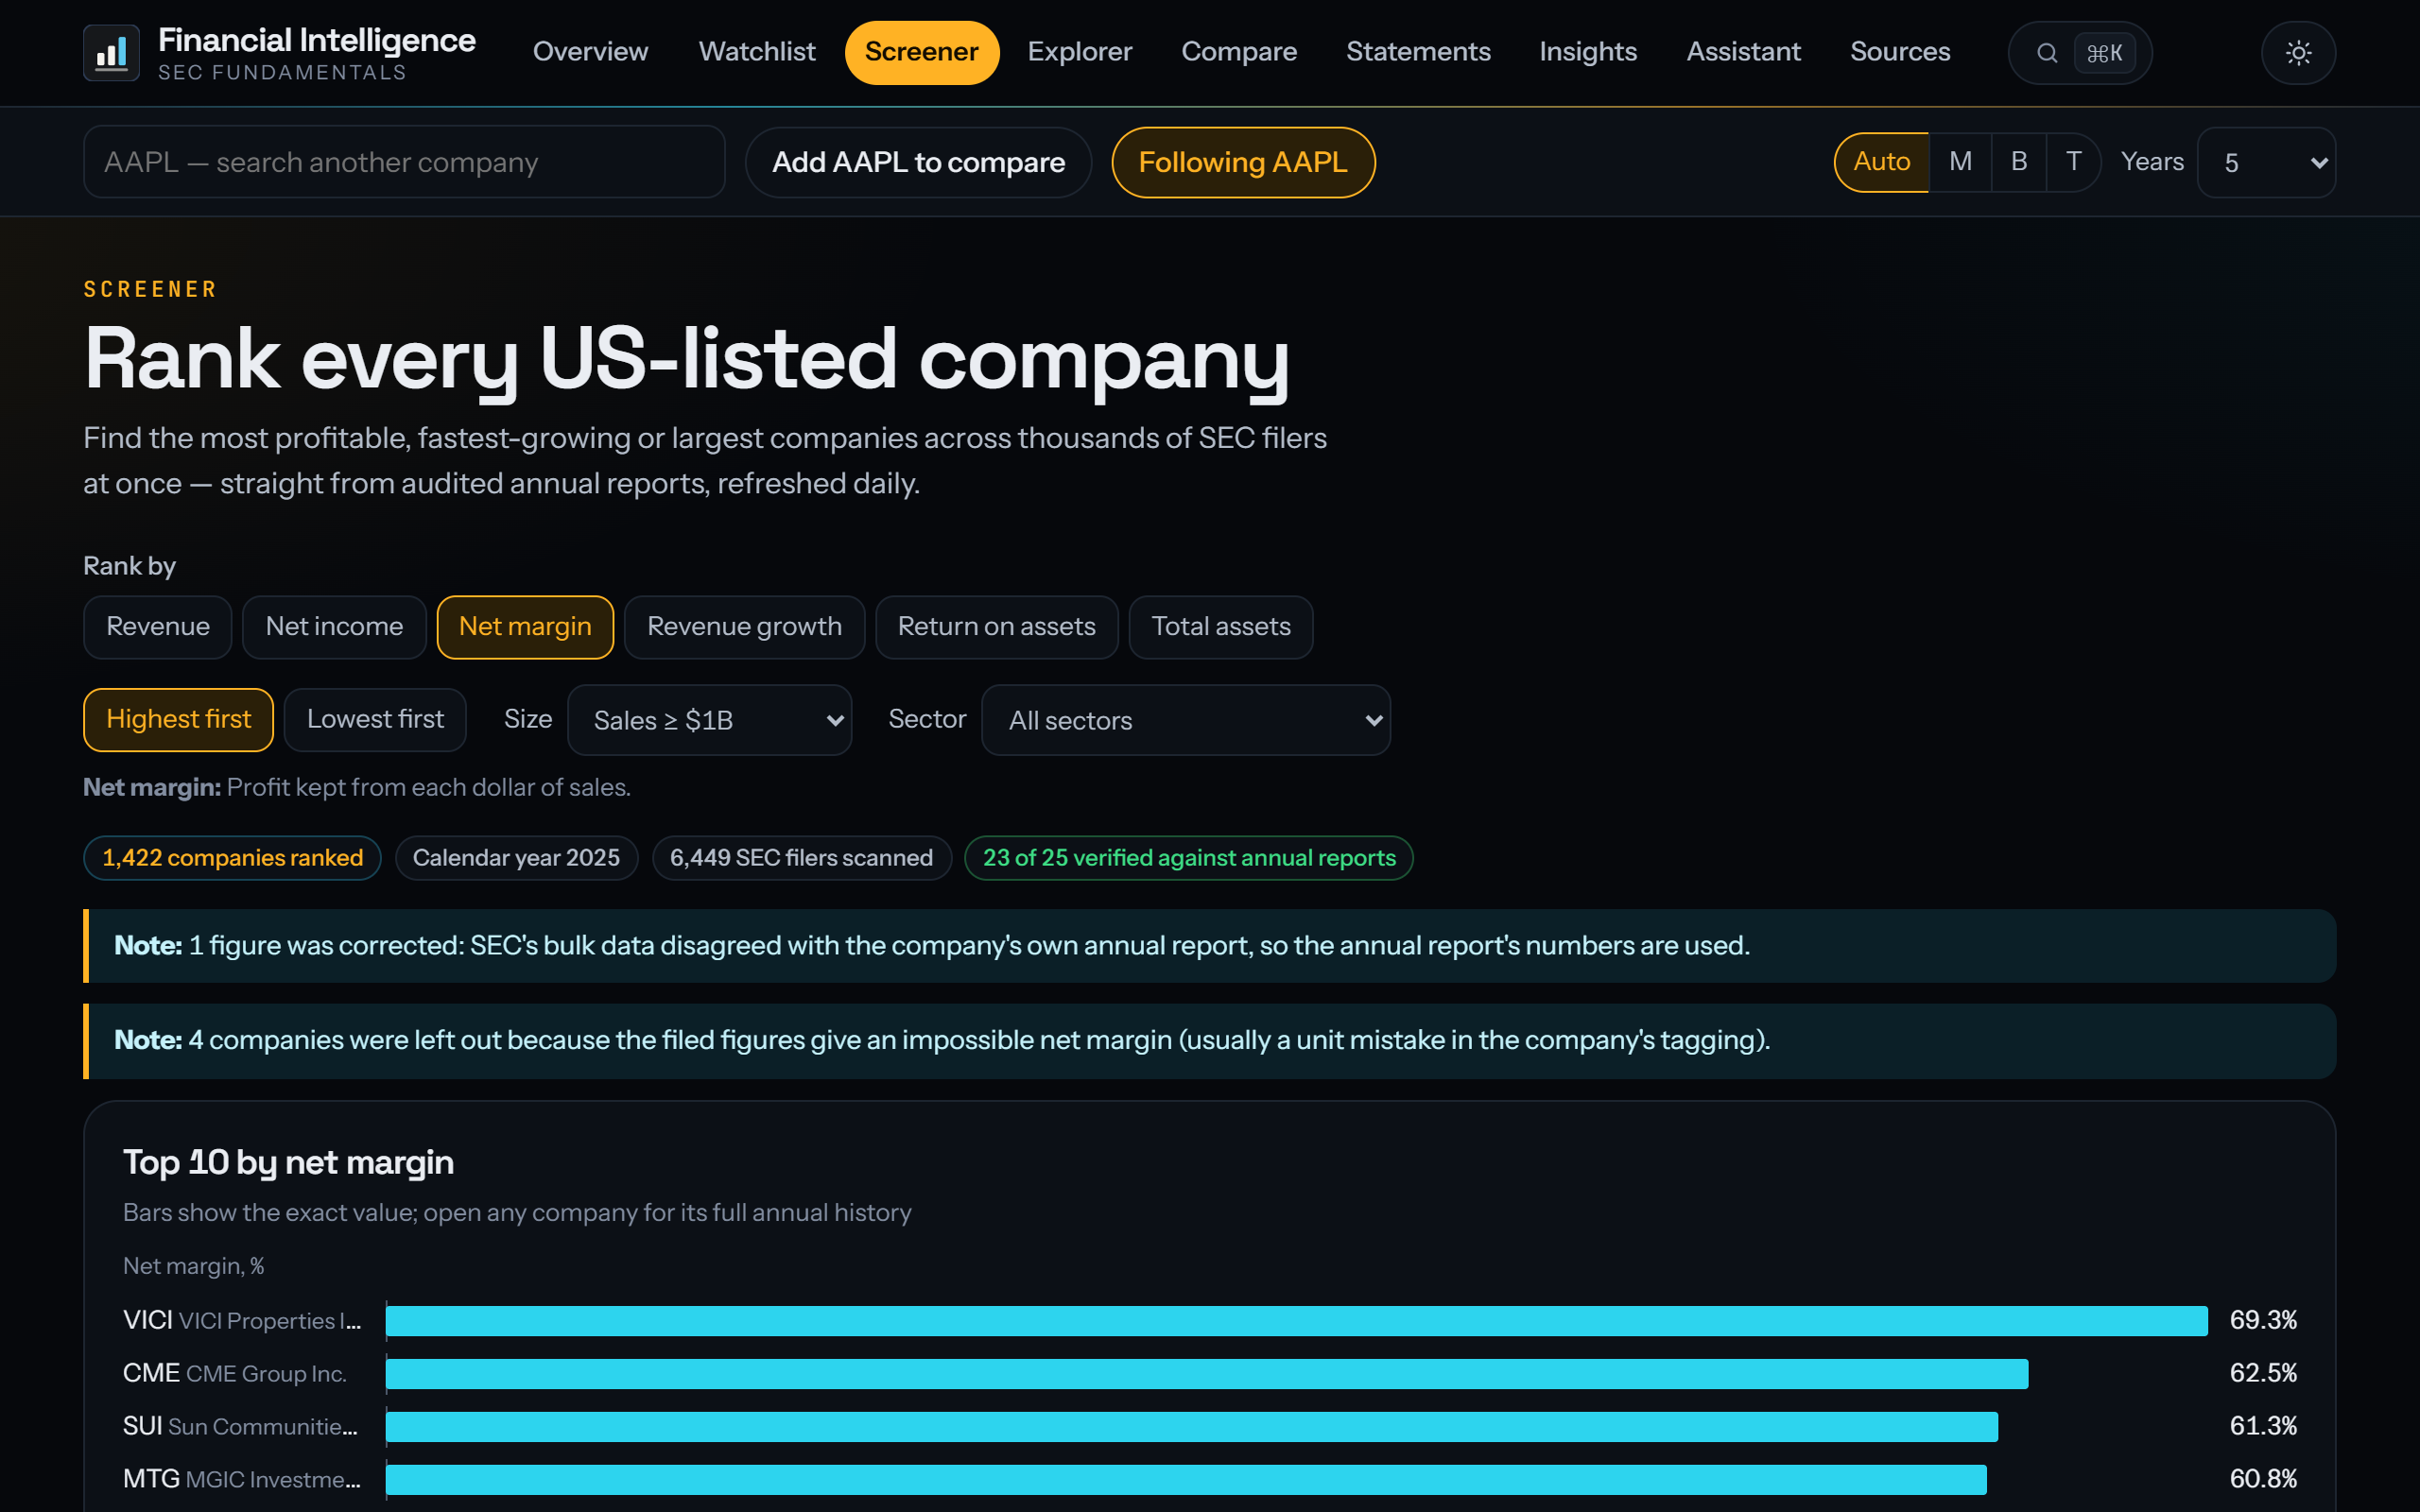 Financial Intelligence
SEC FUNDAMENTALS
Overview Watchlist Screener Explorer Compare Statements Insights Assistant Sources ⌘K
AAPL — search another company Add AAPL to compare Following AAPL Auto M B T Years 5
SCREENER
Rank every US-listed company
Find the most profitable, fastest-growing or largest companies across thousands of SEC filers
at once — straight from audited annual reports, refreshed daily.
Rank by
Revenue Net income Net margin Revenue growth Return on assets Total assets
Highest first Lowest first Size Sales ≥ $1B Sector All sectors
Net margin: Profit kept from each dollar of sales.
1,422 companies ranked Calendar year 2025 6,449 SEC filers scanned 23 of 25 verified against annual reports
Note: 1 figure was corrected: SEC's bulk data disagreed with the company's own annual report, so the annual report's numbers are used.
Note: 4 companies were left out because the filed figures give an impossible net margin (usually a unit mistake in the company's tagging).
Top 10 by net margin
Bars show the exact value; open any company for its full annual history
Net margin, %
VICI VICI Properties I... 69.3%
CME CME Group Inc. 62.5%
SUI Sun Communitie... 61.3%
MTG MGIC Investme... 60.8%